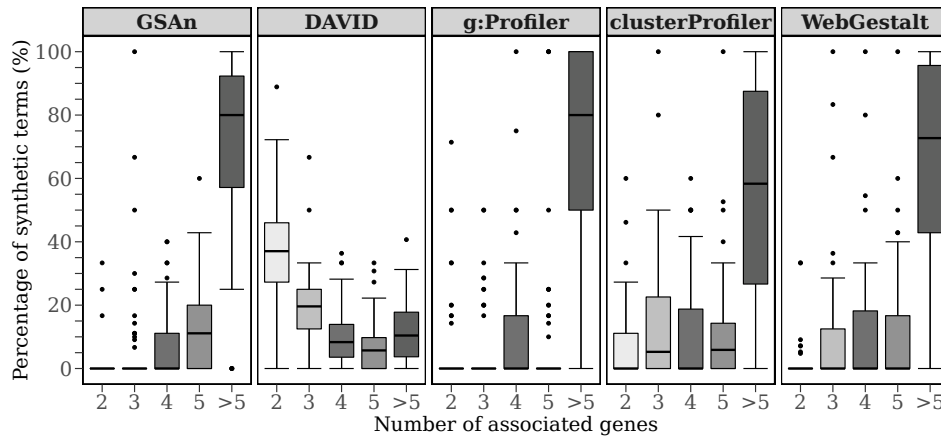 GSAn DAVID g:Profiler clusterProfiler WebGestalt
Percentage of synthetic terms (%)
100
80
60
40
20
0
2 3 4 5 >5 2 3 4 5 >5 2 3 4 5 >5 2 3 4 5 >5 2 3 4 5 >5
Number of associated genes